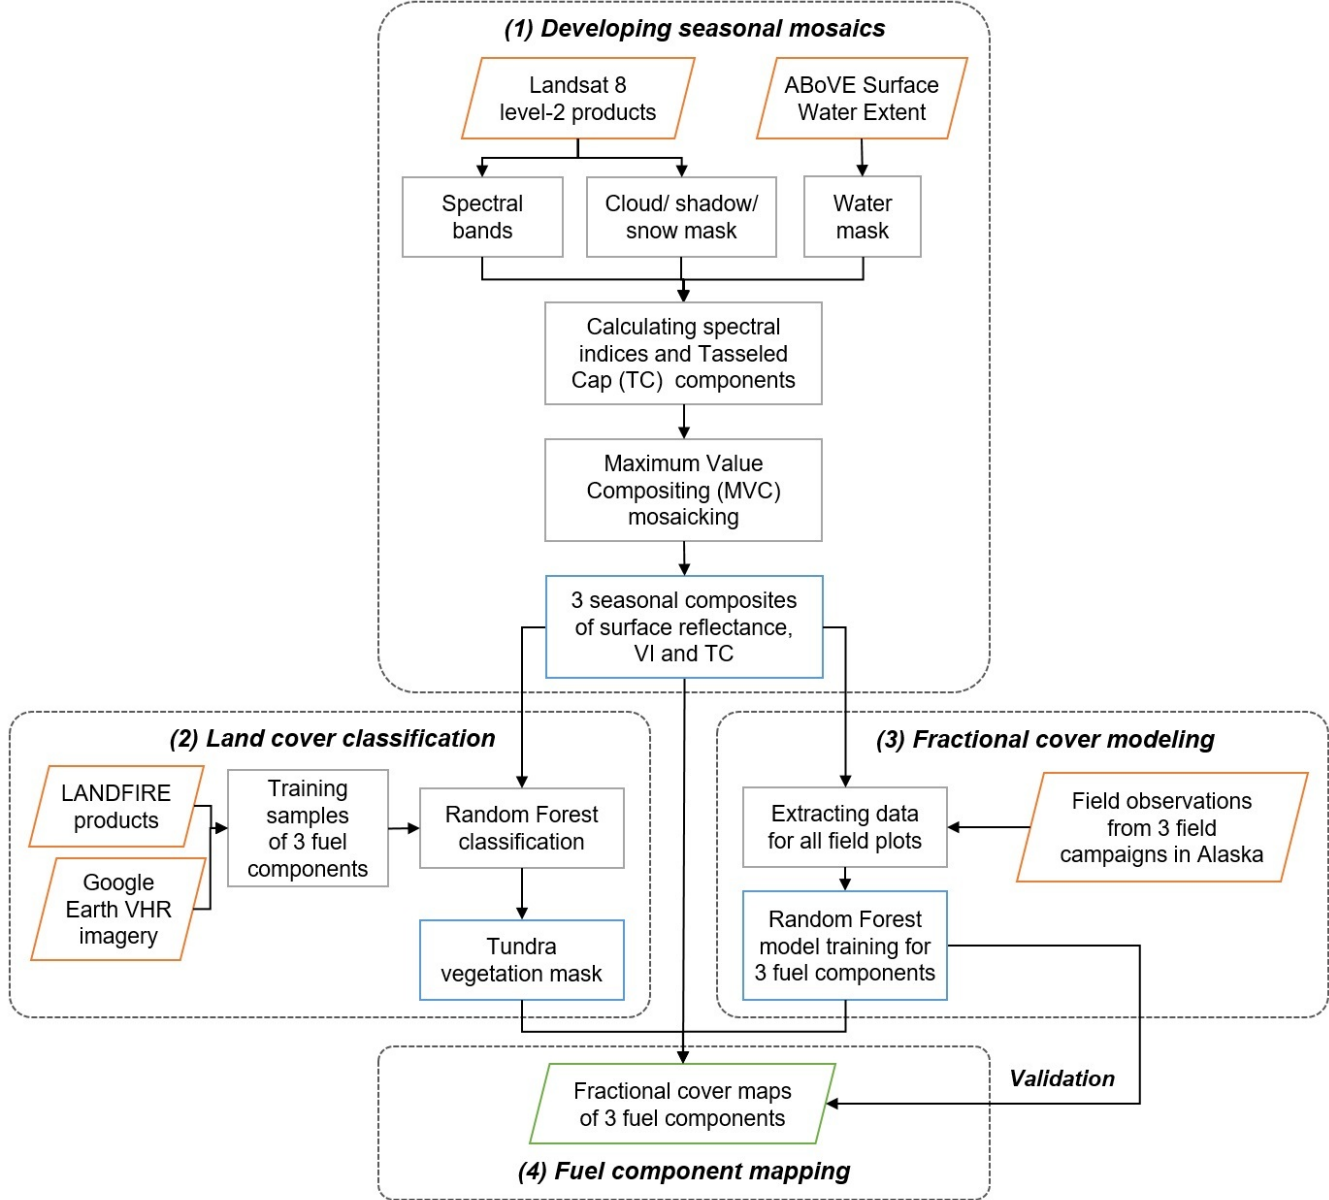 (1) Developing seasonal mosaics
Landsat 8
level-2 products
ABoVE Surface
Water Extent
Spectral
bands
Cloud/ shadow/
snow mask
Water
mask
Calculating spectral
indices and Tasseled
Cap (TC) components
Maximum Value
Compositing (MVC)
mosaicking
3 seasonal composites
of surface reflectance,
VI and TC
(2) Land cover classification
LANDFIRE
products
Google
Earth VHR
imagery
Training
samples
of 3 fuel
components
Random Forest
classification
Tundra
vegetation mask
(3) Fractional cover modeling
Extracting data
for all field plots
Field observations
from 3 field
campaigns in Alaska
Random Forest
model training for
3 fuel components
Validation
Fractional cover maps
of 3 fuel components
(4) Fuel component mapping